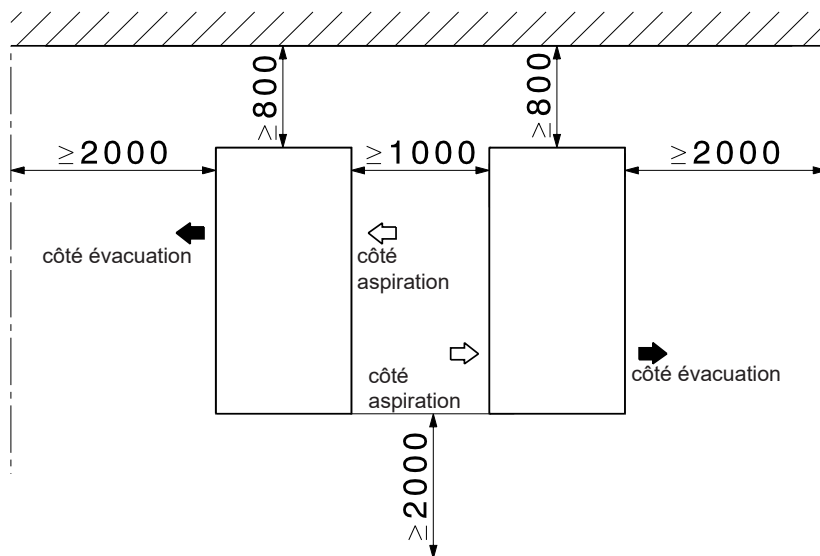 ≥800
≥800
≥2000
≥1000
≥2000
côté évacuation
côté
aspiration
côté
aspiration
côté évacuation
≥2000